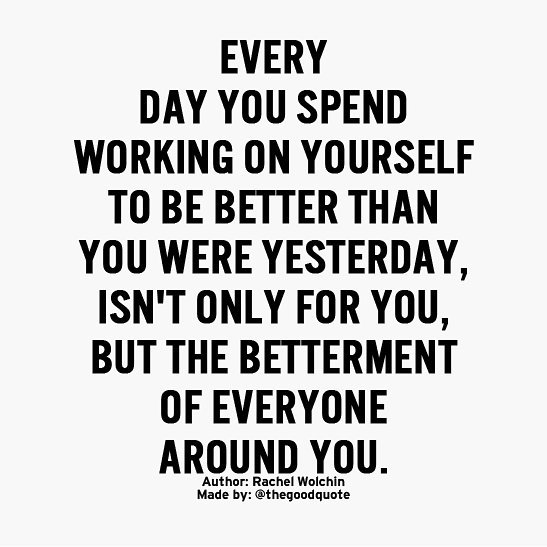 EVERY
DAY YOU SPEND
WORKING ON YOURSELF
TO BE BETTER THAN
YOU WERE YESTERDAY,
ISN'T ONLY FOR YOU,
BUT THE BETTERMENT
OF EVERYONE
AROUND YOU.
Author: Rachel Wolchin
Made by: @thegoodquote